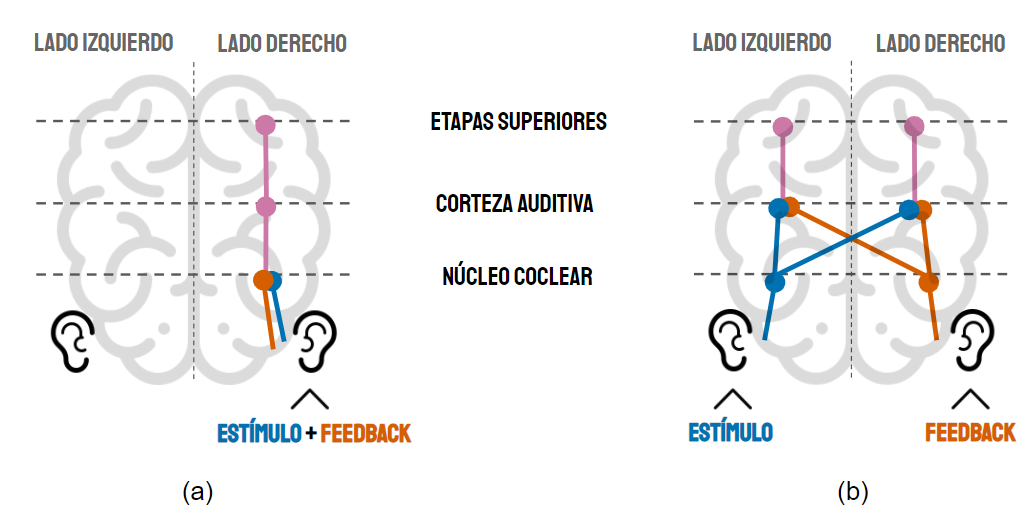 LADO IZQUIERDO LADO DERECHO LADO IZQUIERDO LADO DERECHO
ETAPAS SUPERIORES
CORTEZA AUDITIVA
NÚCLEO COCLEAR
ESTÍMULO + FEEDBACK ESTÍMULO FEEDBACK
(a) (b)